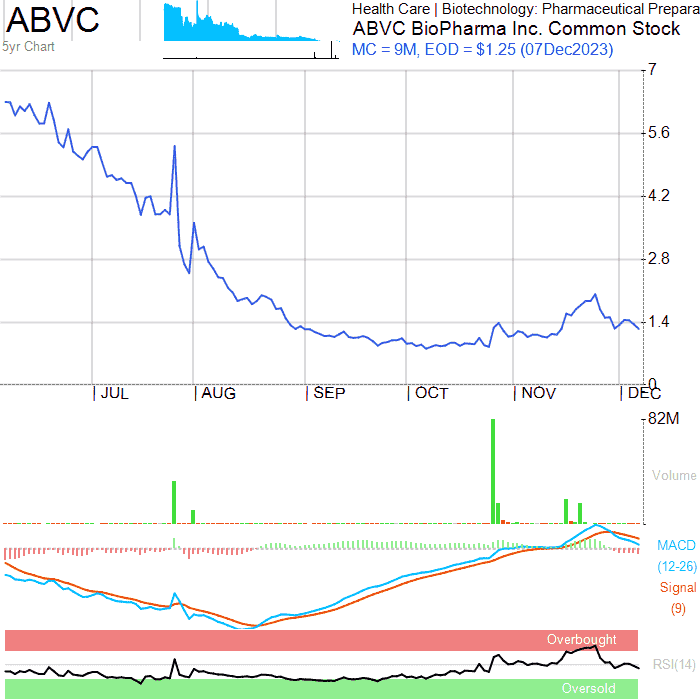 ABVC
5yr Chart
Health Care | Biotechnology: Pharmaceutical Prepara
ABVC BioPharma Inc. Common Stock
MC = 9M, EOD = $1.25 (07Dec2023)
7
5.6
4.2
2.8
1.4
0
JUL AUG SEP OCT NOV DEC
82M
Volume
MACD
(12-26)
Signal
(9)
Overbought
RSI(14)
Oversold